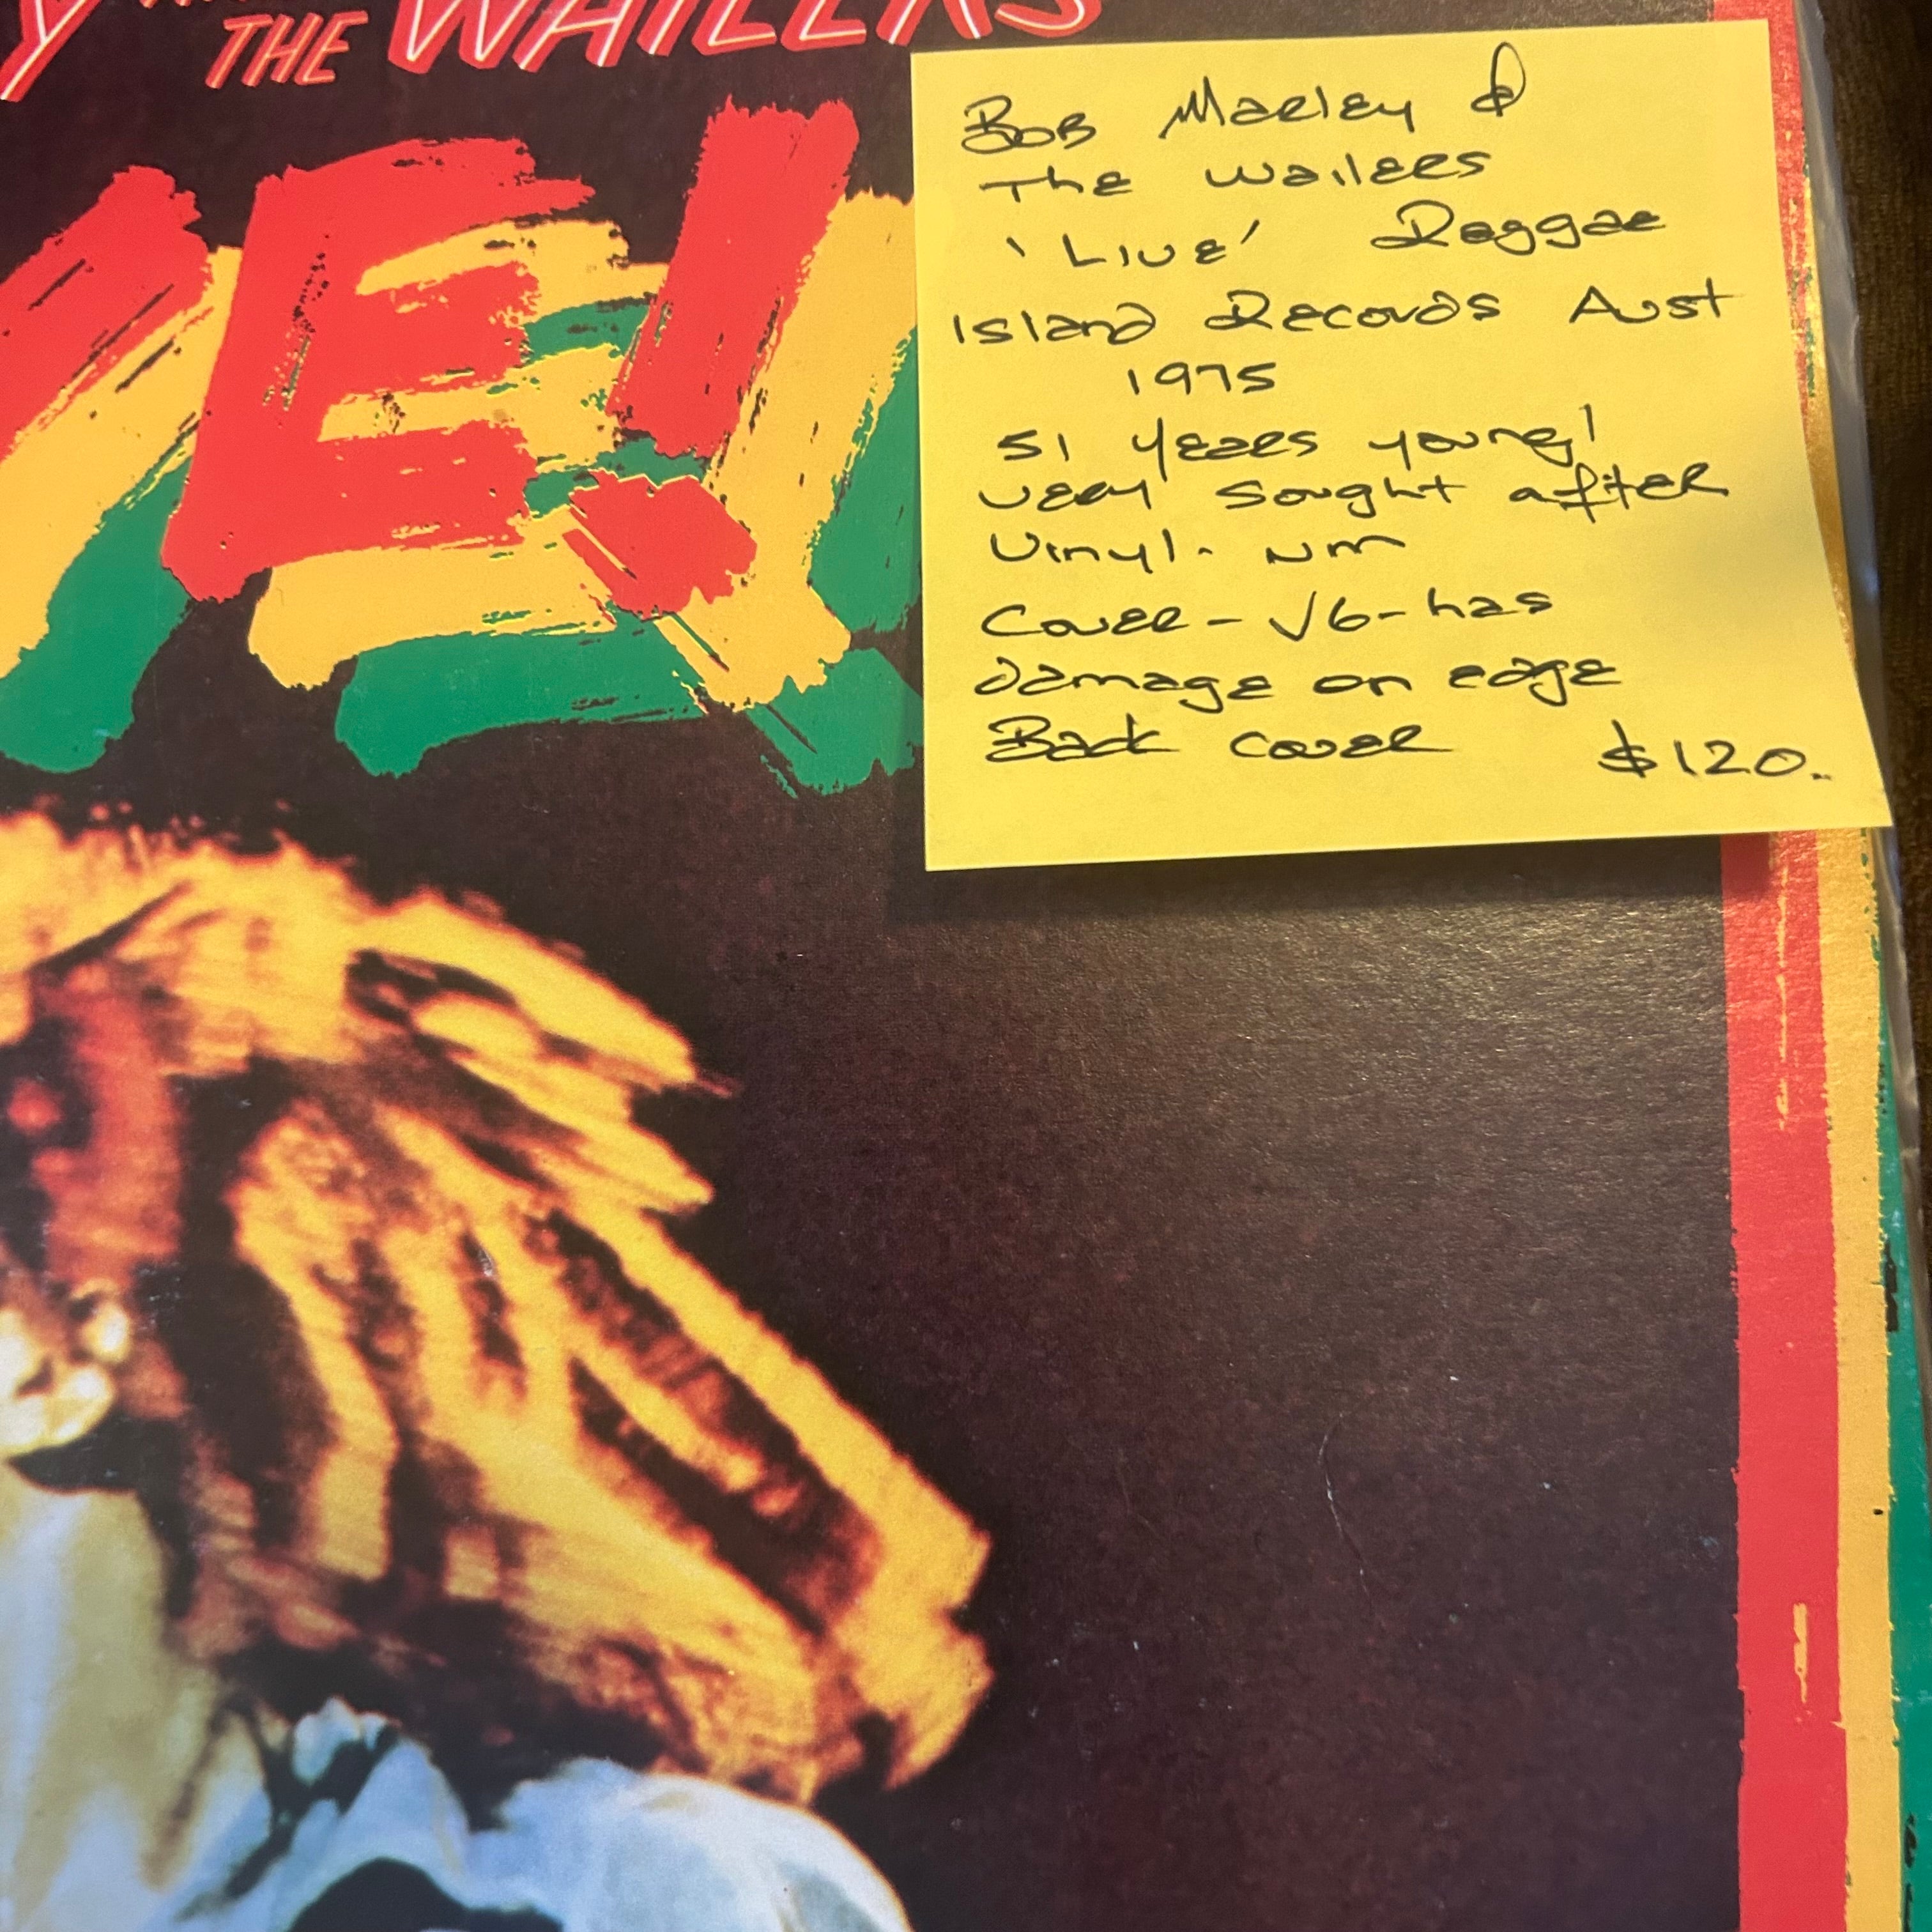 THE WAILERS
LIVE!
Bob Marley &
The Wailers
'Live' Reggae
Island Records Aust
1975
51 years young!
very sought after
Vinyl - NM
Cover - VG - has
damage on edge
Back cover $120.